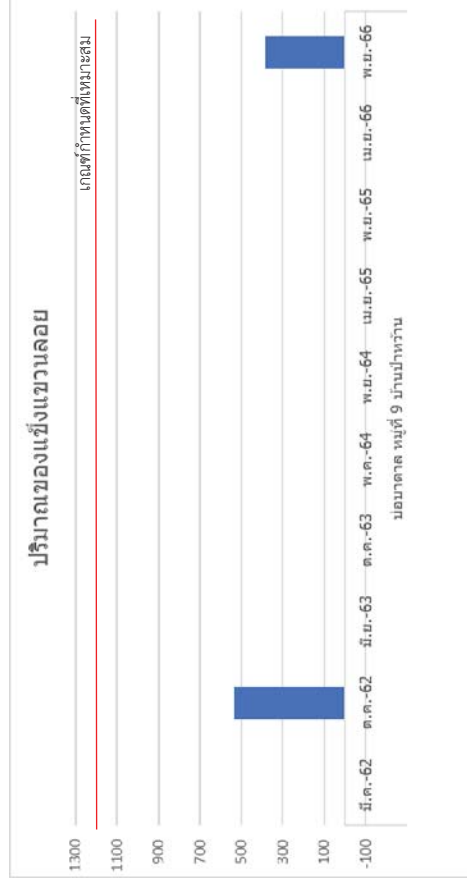 ปริมาณของแข็งแขวนลอย
เกณฑ์กำหนดที่เหมาะสม
1300
1100
900
700
500
300
100
-100
มี.ค.-62 ต.ค.-62 มิ.ย.-63 ต.ค.-63 พ.ค.-64 พ.ย.-64 เม.ย.-65 พ.ย.-65 เม.ย.-66 พ.ย.-66
บ่อบาดาล หมู่ที่ 9 บ้านป่าหว้าน